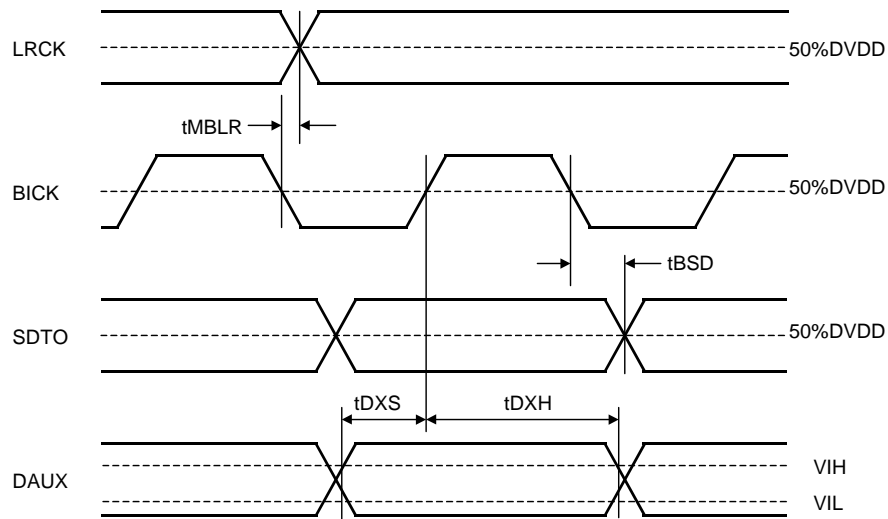 LRCK
50%DVDD
tMBLR
BICK
50%DVDD
tBSD
SDTO
50%DVDD
tDXS
tDXH
DAUX
VIH
VIL